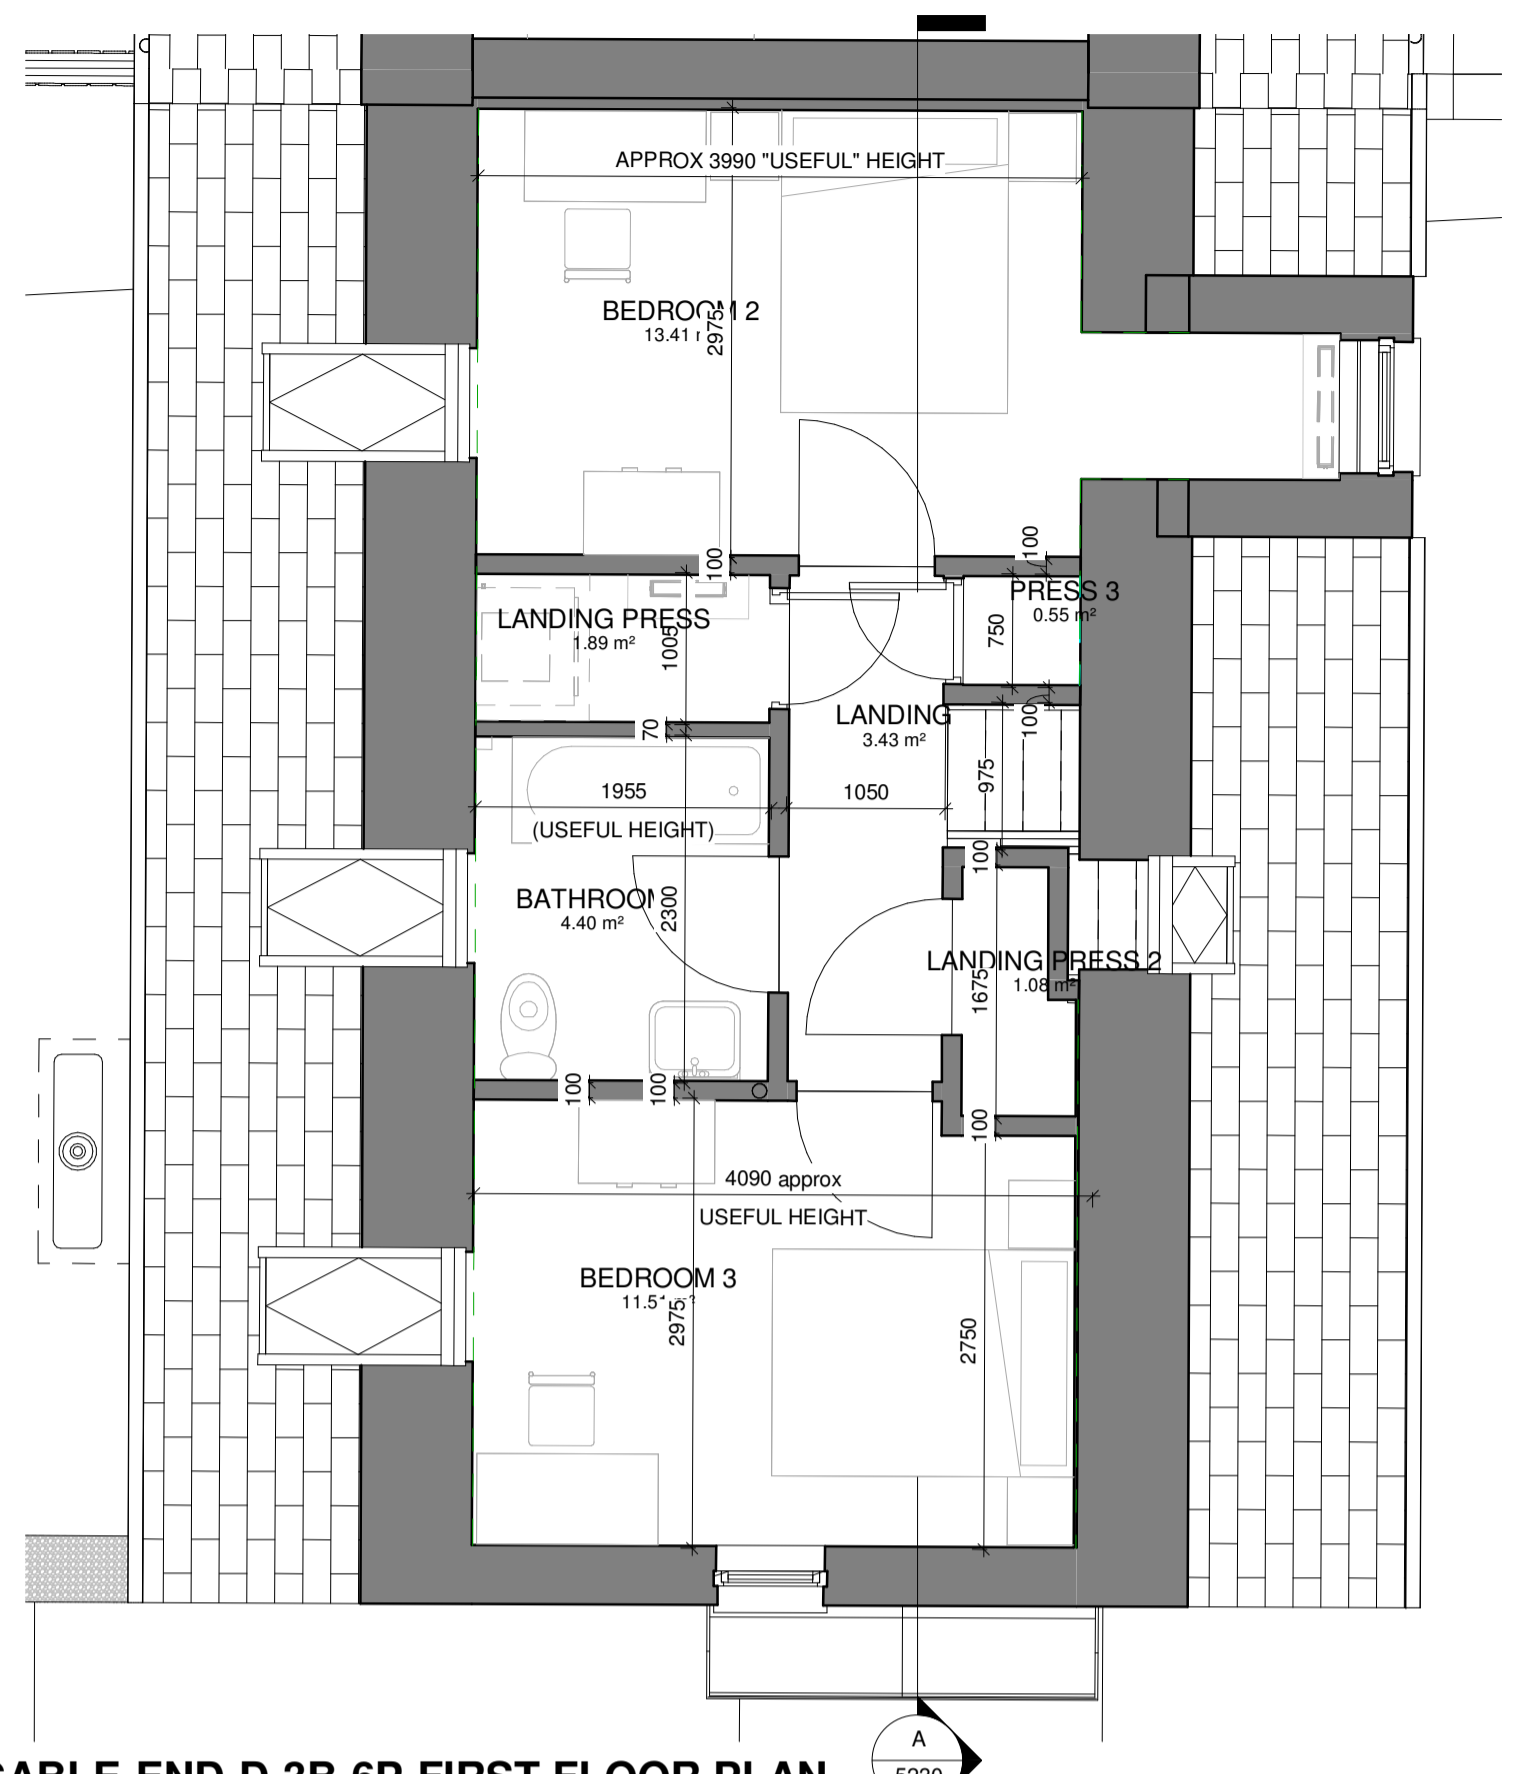 APPROX 3990 "USEFUL" HEIGHT
BEDROOM 2
13.41
2975
100
100
LANDING PRESS
1.89 m²
1005
PRESS 3
0.55 m²
750
70
LANDING
3.43 m²
100
975
1955
1050
(USEFUL HEIGHT)
100
BATHROOM
4.40 m²
2300
LANDING PRESS 2
1.08 m²
1675
100
100
100
4090 approx
USEFUL HEIGHT
BEDROOM 3
11.51
2975
2750
A